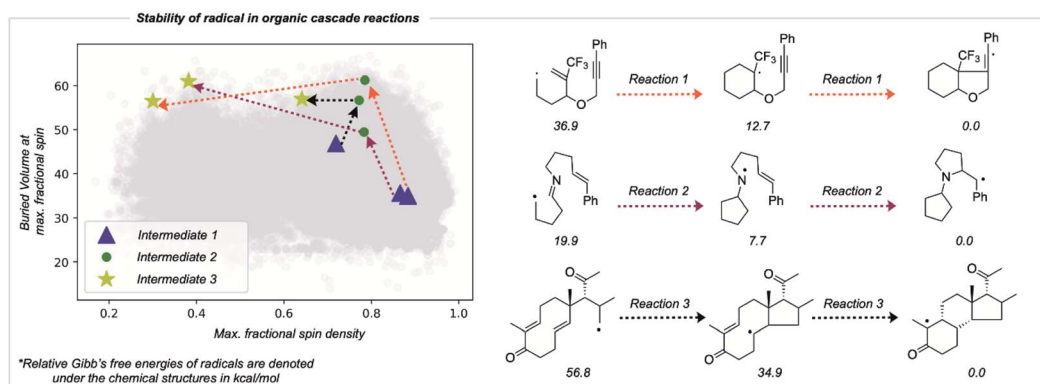 Stability of radical in organic cascade reactions
Buried Volume at
max. fractional spin
60
50
40
30
20
0.2
0.4
0.6
0.8
1.0
Max. fractional spin density
Intermediate 1
Intermediate 2
Intermediate 3
*Relative Gibb's free energies of radicals are denoted
under the chemical structures in kcal/mol
CF3
Ph
O
36.9
Reaction 1
Ph
CF3
O
12.7
Reaction 1
Ph
CF3
O
0.0
N
Ph
19.9
Reaction 2
N
Ph
7.7
Reaction 2
N
Ph
0.0
O
O
56.8
Reaction 3
O
O
34.9
Reaction 3
O
O
0.0